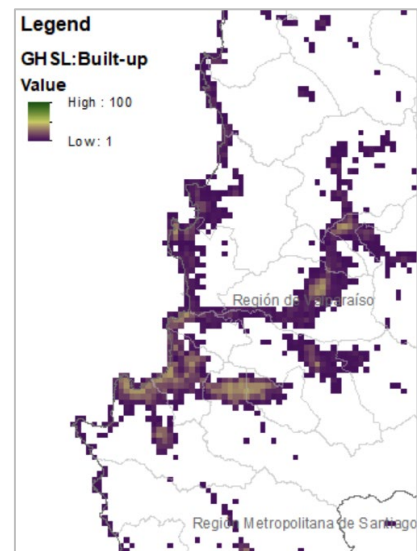 Legend
GHSL:Built-up
Value
High : 100
Low : 1
Región de Valparaíso
Región Metropolitana de Santiago